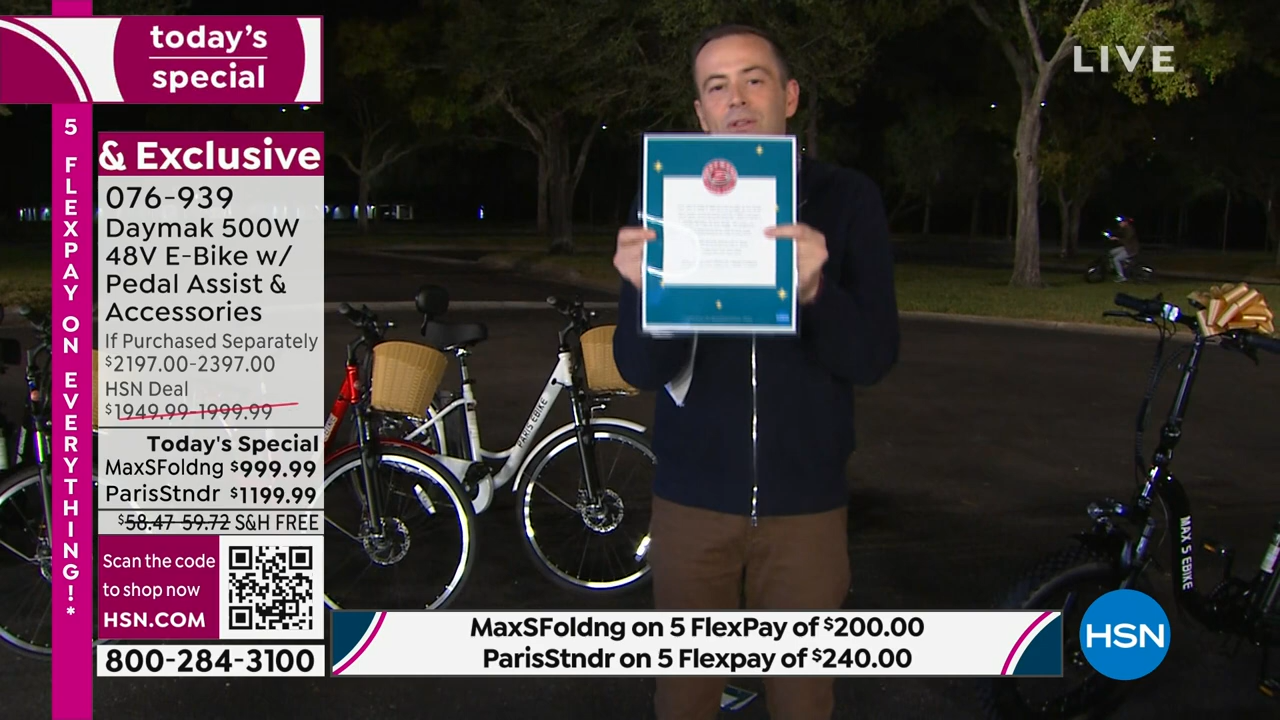 today's
special
LIVE
5 FLEXPAY ON EVERYTHING!*
& Exclusive
076-939
Daymak 500W
48V E-Bike w/
Pedal Assist &
Accessories
If Purchased Separately
$2197.00-2397.00
HSN Deal
$1949.99-1999.99
Today's Special
MaxSFoldng $999.99
ParisStndr $1199.99
$58.47-59.72 S&H FREE
Scan the code
to shop now
HSN.COM
800-284-3100
PARIS EBIKE
MAX S EBIKE
MaxSFoldng on 5 FlexPay of $200.00
ParisStndr on 5 Flexpay of $240.00
HSN